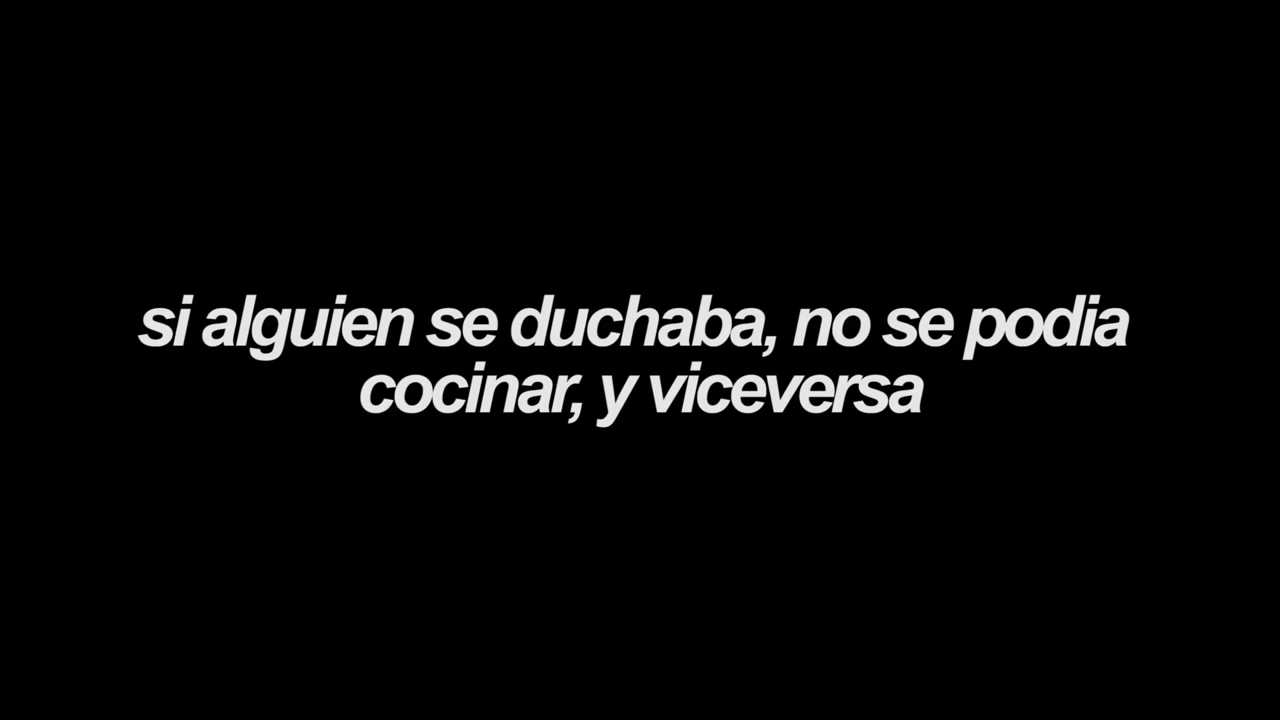 si alguien se duchaba, no se podia
cocinar, y viceversa